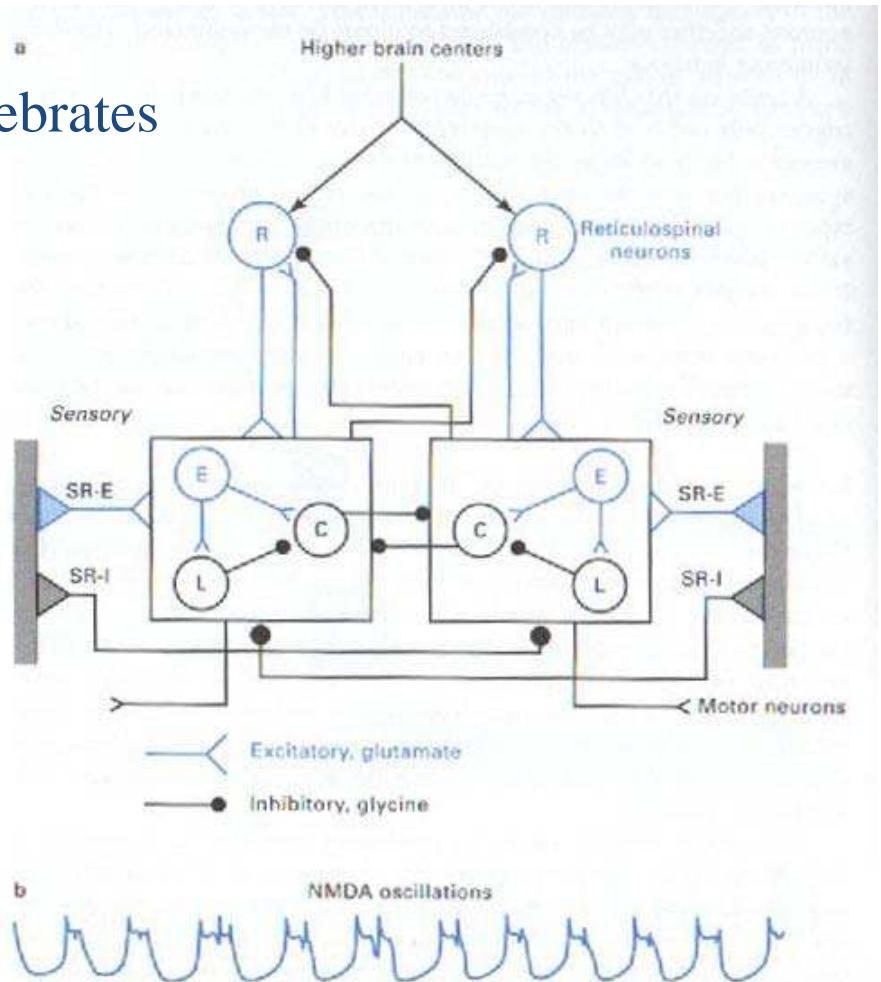 a
Higher brain centers
ebrates
R
R
Reticulospinal
neurons
Sensory
Sensory
E
E
SR-E
SR-E
C
C
SR-I
SR-I
L
L
Motor neurons
Excitatory, glutamate
Inhibitory, glycine
b
NMDA oscillations